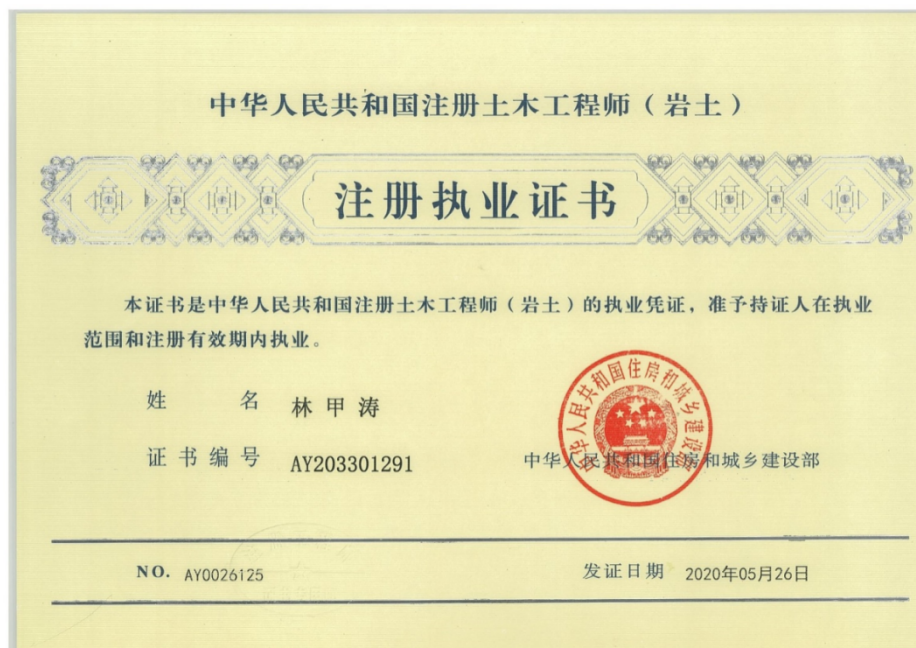 中华人民共和国注册土木工程师（岩土）
注册执业证书
本证书是中华人民共和国注册土木工程师（岩土）的执业凭证，准予持证人在执业
范围和注册有效期内执业。
姓 名 林甲涛
证书编号 AY203301291
中华人民共和国住房和城乡建设部
中华人民共和国住房和城乡建设部
NO. AY0026125
发证日期 2020年05月26日